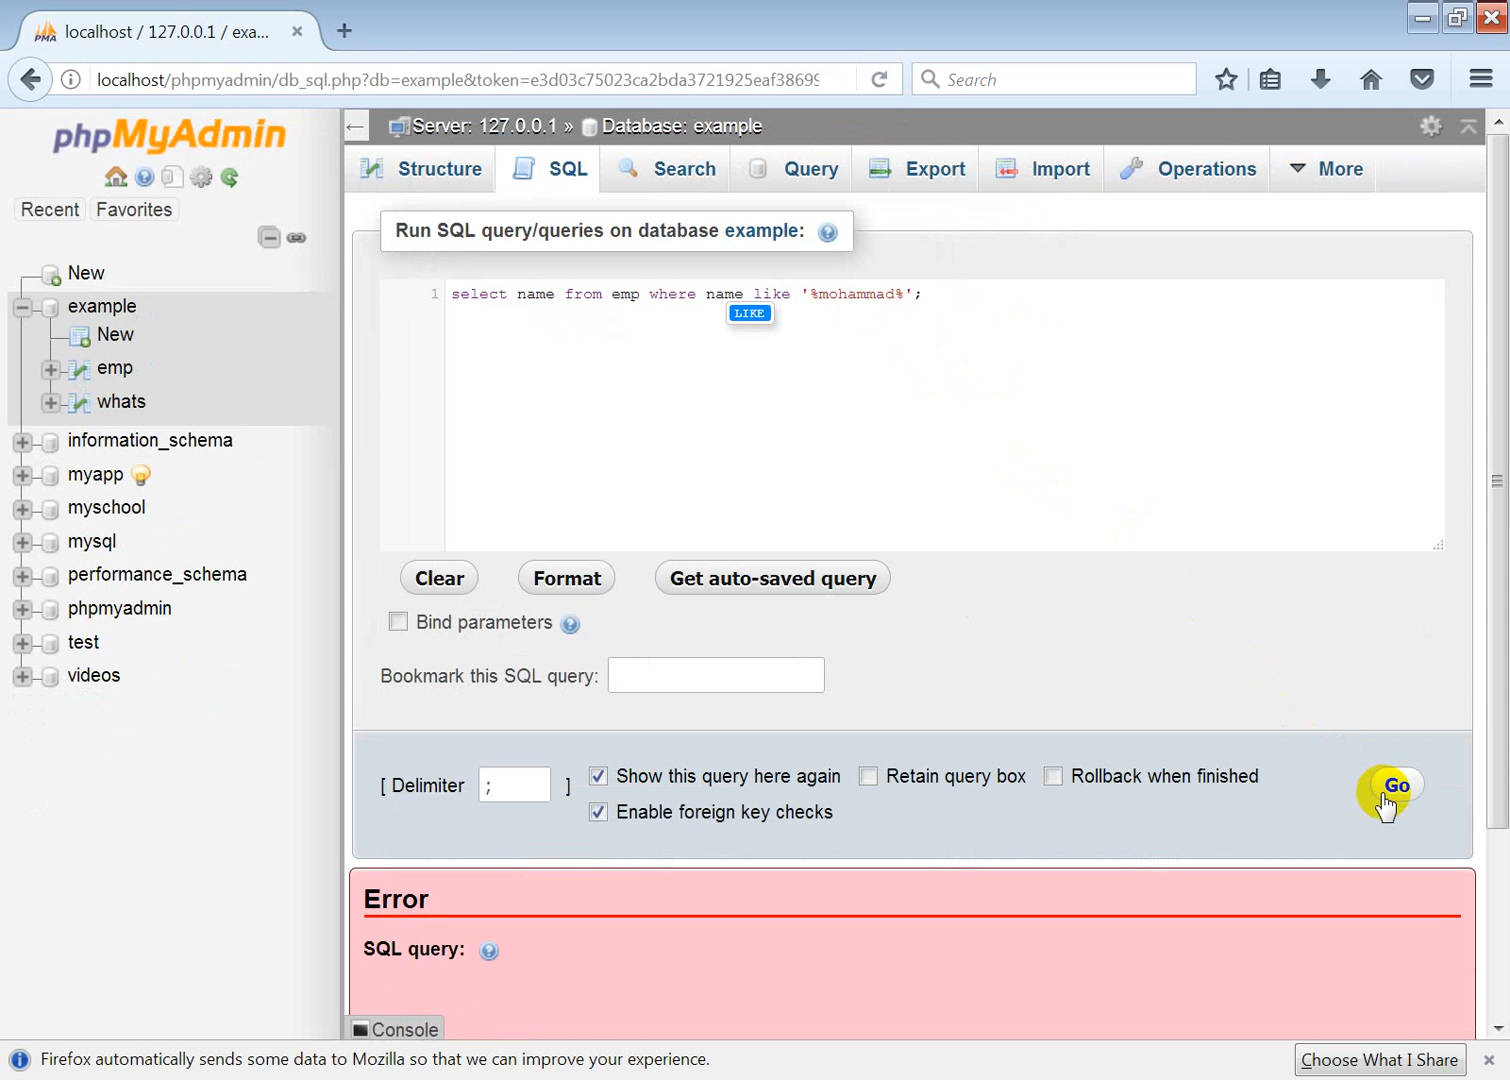 localhost / 127.0.0.1 / exa...
localhost/phpmyadmin/db_sql.php?db=example&token=e3d03c75023ca2bda3721925eaf38699
Search
phpMyAdmin
Recent
Favorites
New
example
New
emp
whats
information_schema
myapp
myschool
mysql
performance_schema
phpmyadmin
test
videos
Server: 127.0.0.1 » Database: example
Structure
SQL
Search
Query
Export
Import
Operations
More
Run SQL query/queries on database example:
1 select name from emp where name like '%mohammad%';
LIKE
Clear
Format
Get auto-saved query
Bind parameters
Bookmark this SQL query:
[ Delimiter ; ]
Show this query here again
Retain query box
Rollback when finished
Enable foreign key checks
Go
Error
SQL query:
Console
Firefox automatically sends some data to Mozilla so that we can improve your experience.
Choose What I Share